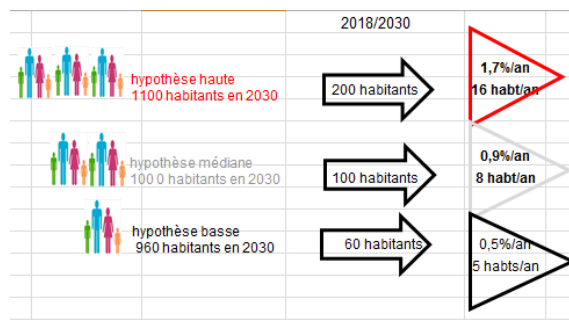 2018/2030
hypothèse haute
1100 habitants en 2030
200 habitants
1,7%/an
16 habt/an
hypothèse médiane
100 0 habitants en 2030
100 habitants
0,9%/an
8 habt/an
hypothèse basse
960 habitants en 2030
60 habitants
0,5%/an
5 habts/an